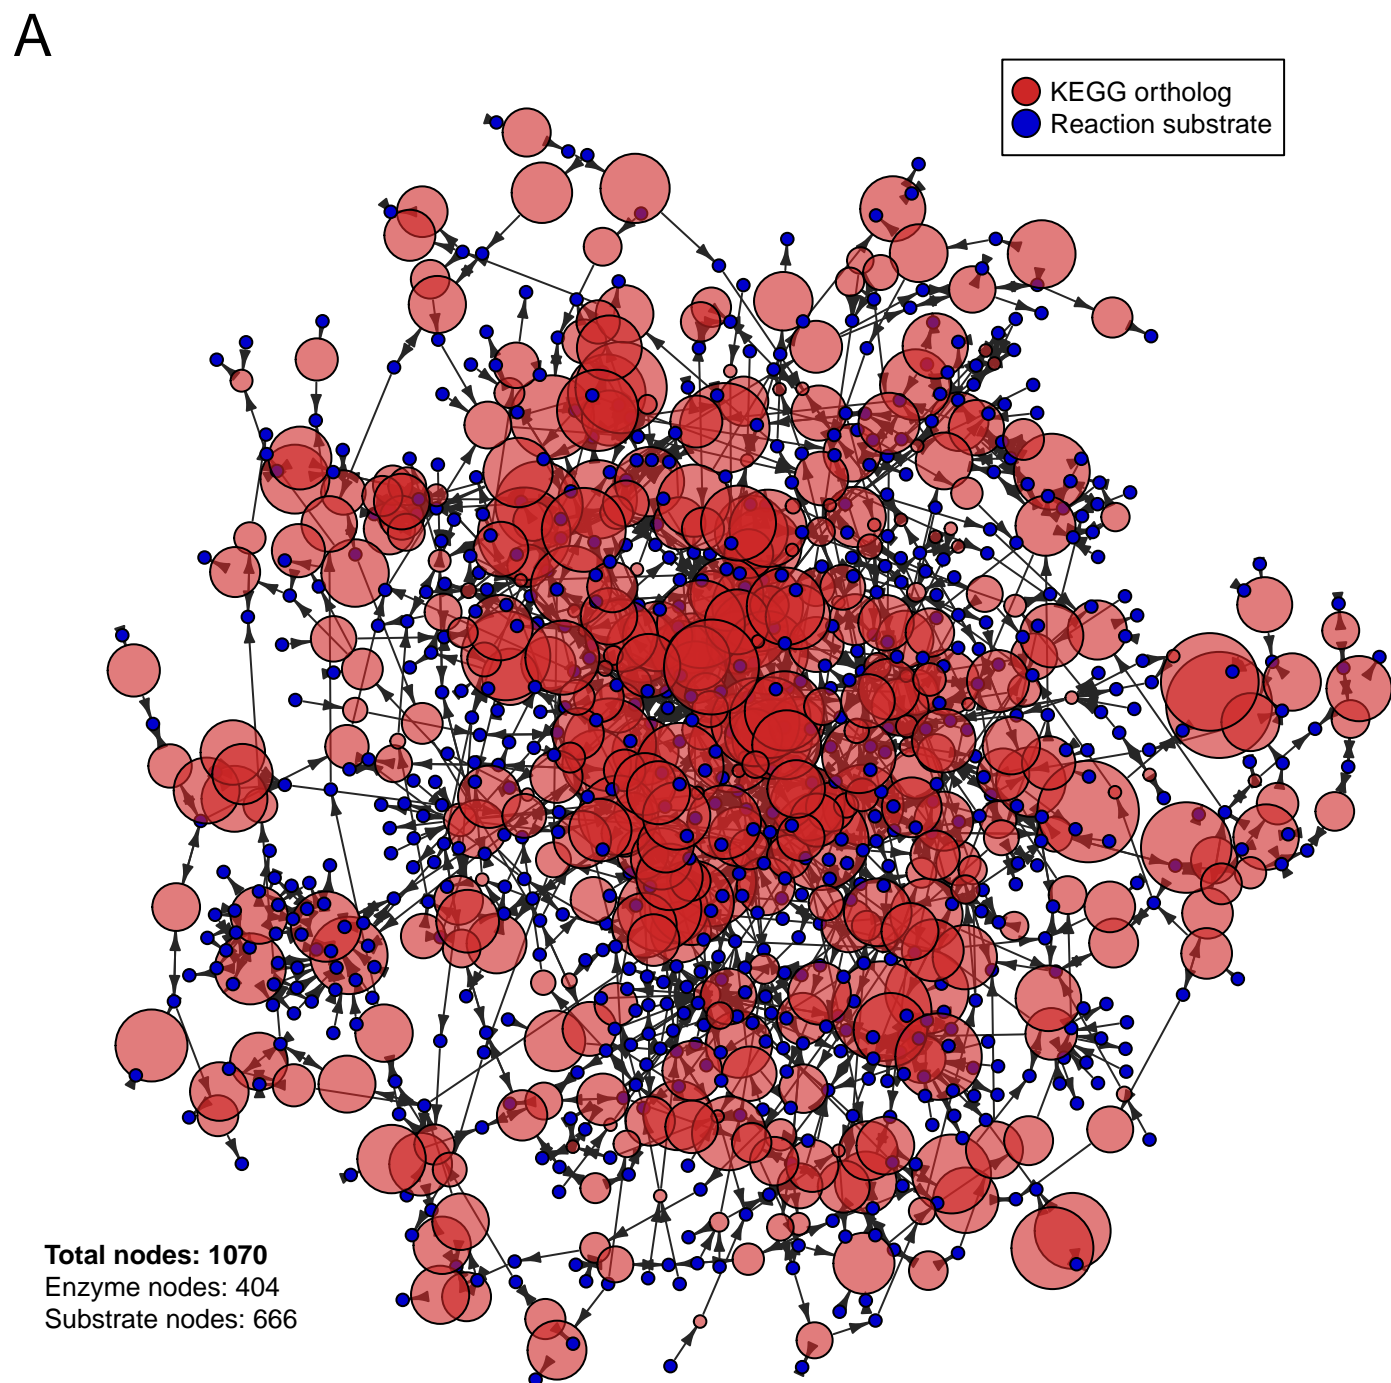 A
KEGG ortholog
Reaction substrate
Total nodes: 1070
Enzyme nodes: 404
Substrate nodes: 666